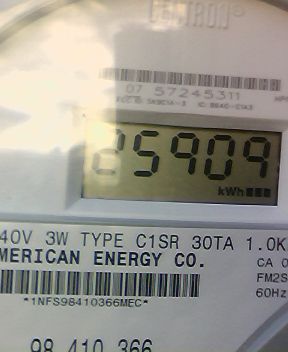 CENTRON®
07 57245311
25909
kWh
40V 3W TYPE C1SR 30TA 1.0K
MERICAN ENERGY CO.
CA 0
FM2S
60Hz
*1NFS98410366MEC*
98 410 366